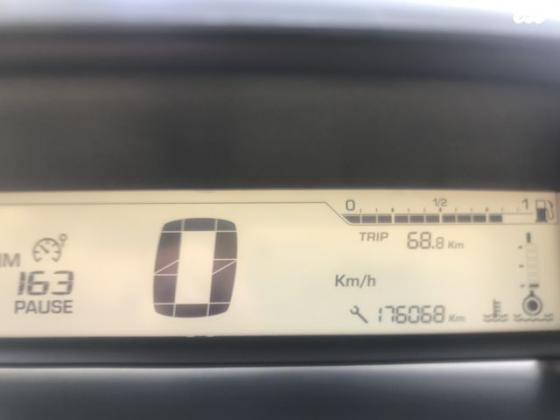 0 1/2 1
TRIP 68.8 Km
IM
163
PAUSE
0
Km/h
176068 Km